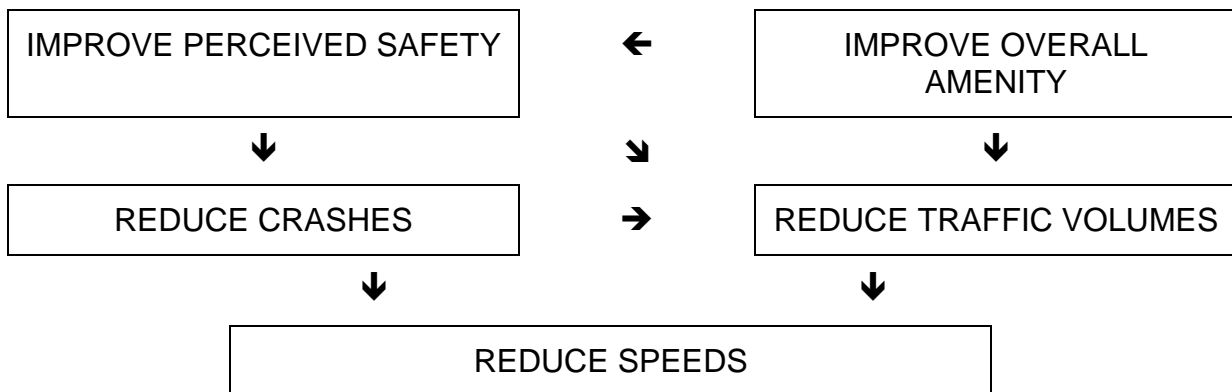 IMPROVE PERCEIVED SAFETY
IMPROVE OVERALL
AMENITY
REDUCE CRASHES
REDUCE TRAFFIC VOLUMES
REDUCE SPEEDS